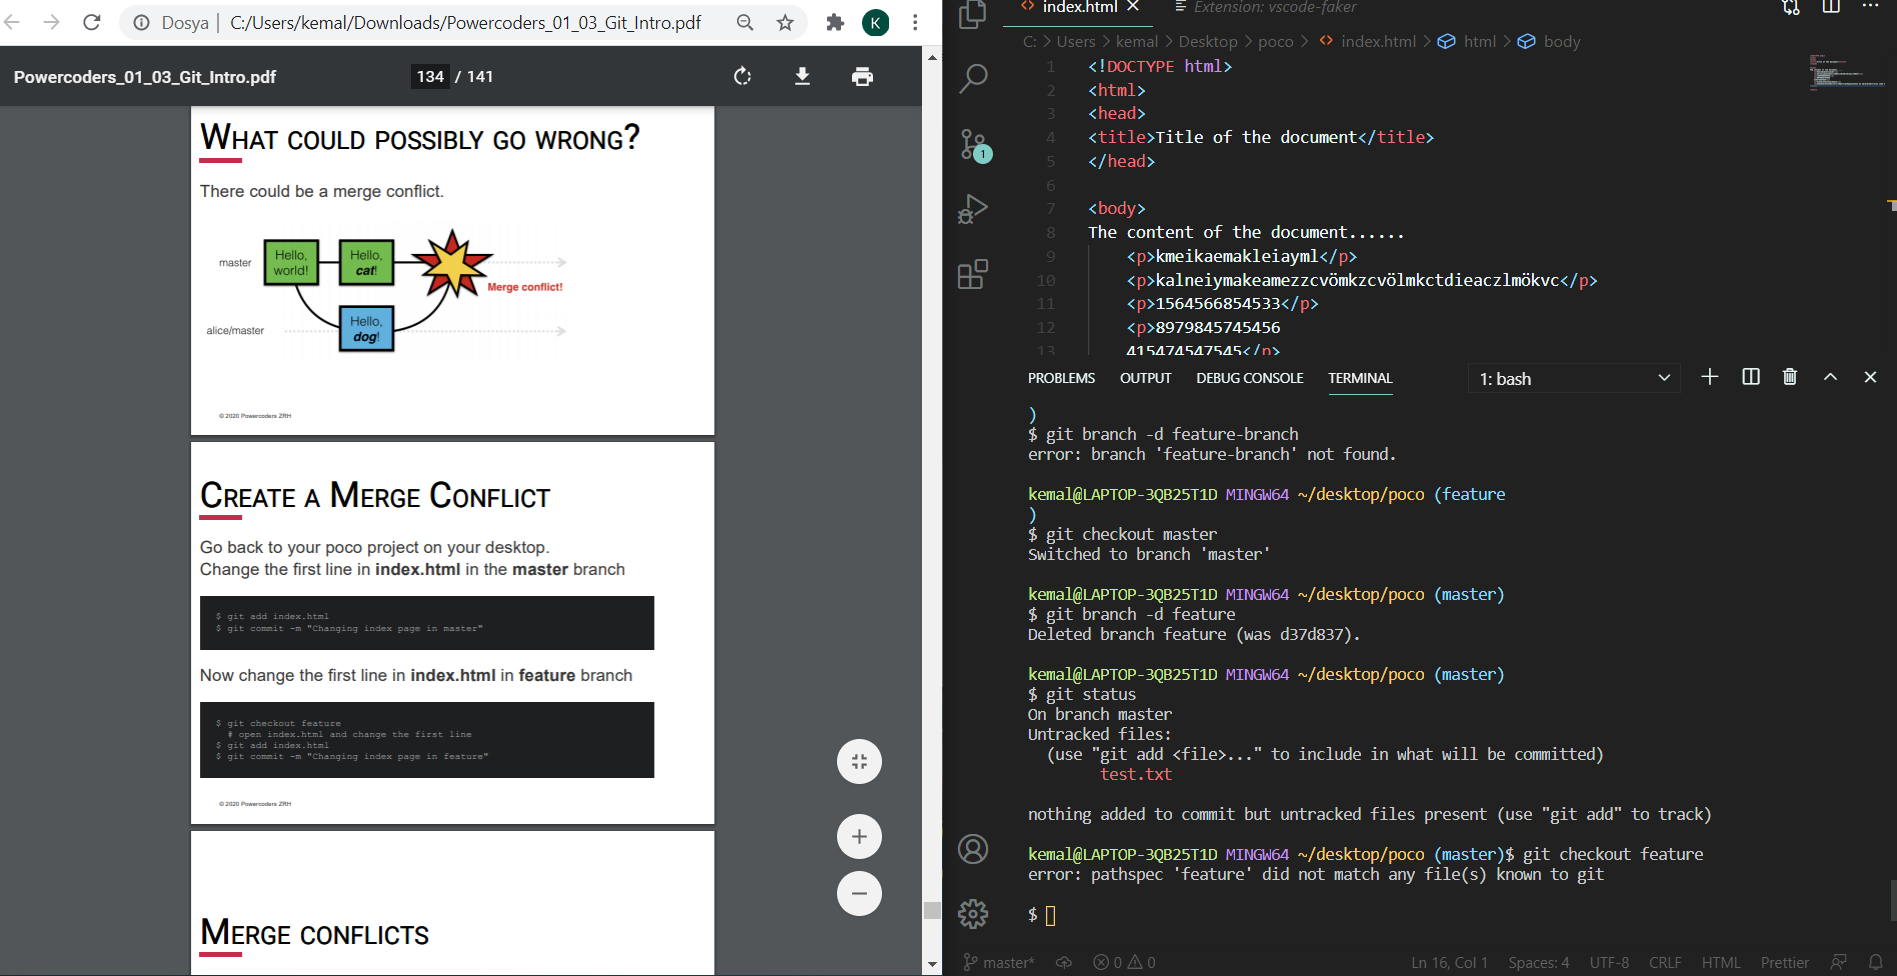 Dosya | C:/Users/kemal/Downloads/Powercoders_01_03_Git_Intro.pdf
K
Powercoders_01_03_Git_Intro.pdf
134 / 141
WHAT COULD POSSIBLY GO WRONG?
There could be a merge conflict.
master
Hello, world!
Hello, cat!
Merge conflict!
alice/master
Hello, dog!
© 2020 Powercoders ZRH
CREATE A MERGE CONFLICT
Go back to your poco project on your desktop.
Change the first line in index.html in the master branch
$ git add index.html
$ git commit -m "Changing index page in master"
Now change the first line in index.html in feature branch
$ git checkout feature
# open index.html and change the first line
$ git add index.html
$ git commit -m "Changing index page in feature"
© 2020 Powercoders ZRH
MERGE CONFLICTS
index.html
Extension: vscode-faker
C: > Users > kemal > Desktop > poco > index.html > html > body
1 <!DOCTYPE html>
2 <html>
3 <head>
4 <title>Title of the document</title>
5 </head>
6
7 <body>
8 The content of the document......
9 <p>kmeikaemakleiayml</p>
10 <p>kalneiymakeamezzcvömkzcvölmkctdieaczlmökvc</p>
11 <p>1564566854533</p>
12 <p>8979845745456
13 415474547545</p>
1
PROBLEMS OUTPUT DEBUG CONSOLE TERMINAL 1: bash
)
$ git branch -d feature-branch
error: branch 'feature-branch' not found.
kemal@LAPTOP-3QB25T1D MINGW64 ~/desktop/poco (feature
)
$ git checkout master
Switched to branch 'master'
kemal@LAPTOP-3QB25T1D MINGW64 ~/desktop/poco (master)
$ git branch -d feature
Deleted branch feature (was d37d837).
kemal@LAPTOP-3QB25T1D MINGW64 ~/desktop/poco (master)
$ git status
On branch master
Untracked files:
(use "git add <file>..." to include in what will be committed)
test.txt
nothing added to commit but untracked files present (use "git add" to track)
kemal@LAPTOP-3QB25T1D MINGW64 ~/desktop/poco (master)$ git checkout feature
error: pathspec 'feature' did not match any file(s) known to git
$
master* 0 0 Ln 16, Col 1 Spaces: 4 UTF-8 CRLF HTML Prettier